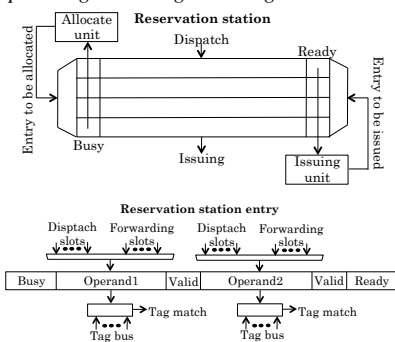 Reservation station
Allocate
unit
Dispatch
Ready
Entry to be allocated
Entry to be issued
Busy
Issuing
Issuing
unit
Reservation station entry
Disptach
slots
Forwarding
slots
Disptach
slots
Forwarding
slots
Busy Operand1 Valid Operand2 Valid Ready
Tag match
Tag match
Tag bus
Tag bus